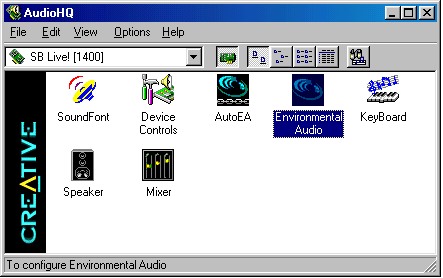 AudioHQ
File Edit View Options Help
SB Live! [1400]
SoundFont
Device
Controls
AutoEA
Environmental
Audio
KeyBoard
Speaker
Mixer
CREATIVE
To configure Environmental Audio